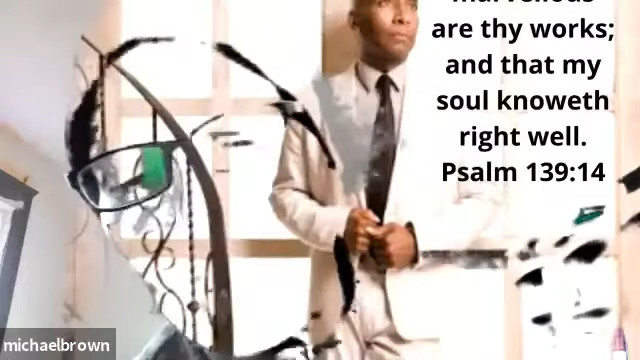 are thy works;
and that my
soul knoweth
right well.
Psalm 139:14
michaelbrown